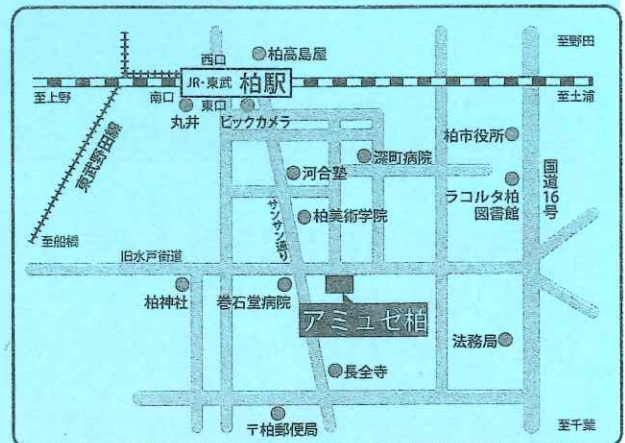 至野田
西口
柏高島屋
JR・東武 柏駅
至上野
南口
東口
至土浦
丸井
ビックカメラ
東武野田線
柏市役所
深町病院
河合塾
国道16号
ラコルタ柏
図書館
サンサン通り
柏美術学院
至船橋
旧水戸街道
柏神社
巻石堂病院
アミュゼ柏
法務局
長全寺
〒柏郵便局
至千葉